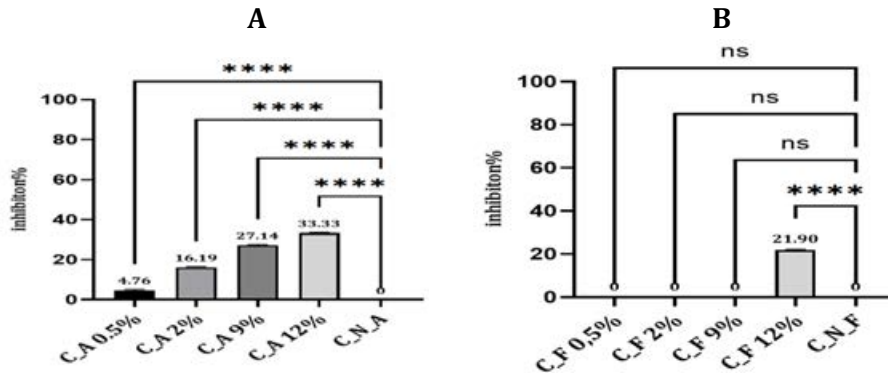 A
****
****
****
****
100
80
60
40
20
0
inhibiton%
4.76
16.19
27.14
33.33
0
C_A 0.5%
C_A 2%
C_A 9%
C_A 12%
C_N_A
B
ns
ns
ns
****
100
80
60
40
20
0
inhibiton%
0
0
0
21.90
0
C_F 0,5%
C_F 2%
C_F 9%
C_F 12%
C_N_F